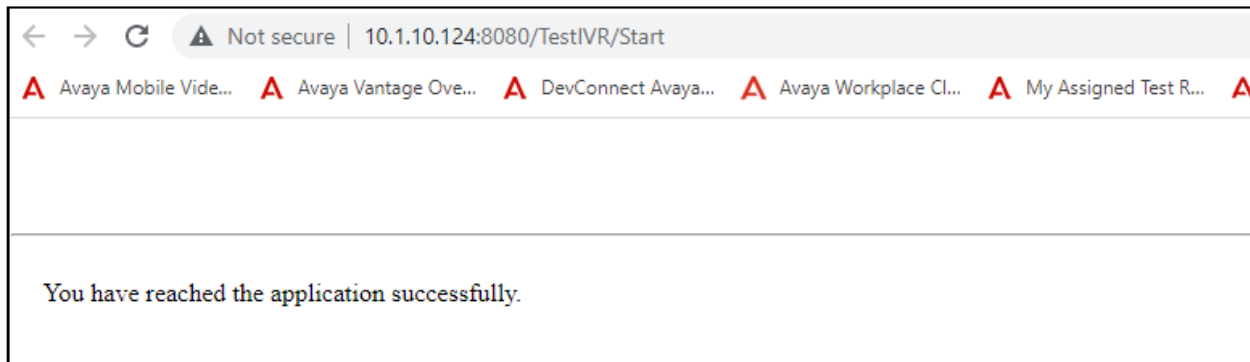 Not secure | 10.1.10.124:8080/TestIVR/Start
Avaya Mobile Vide... Avaya Vantage Ove... DevConnect Avaya... Avaya Workplace Cl... My Assigned Test R...
You have reached the application successfully.